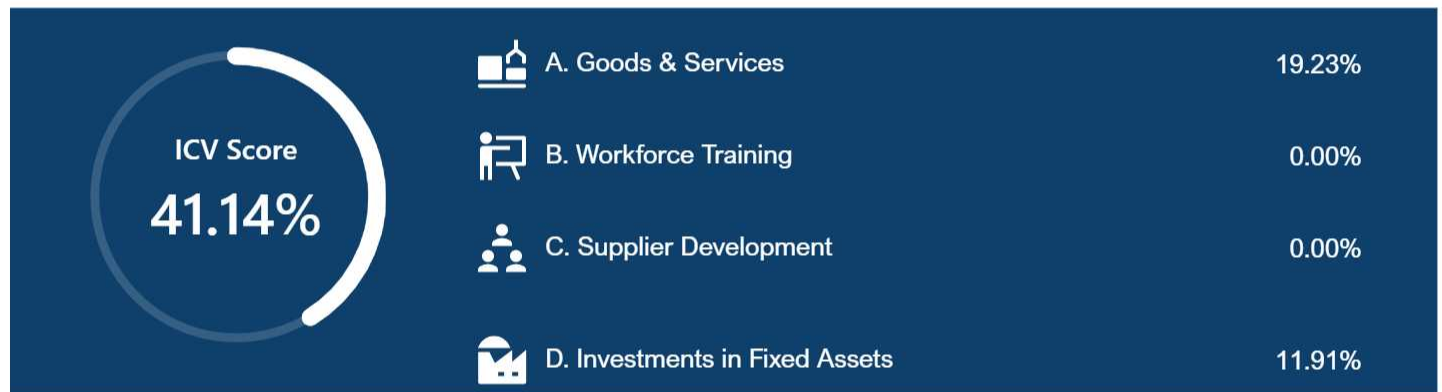 ICV Score
41.14%
A. Goods & Services 19.23%
B. Workforce Training 0.00%
C. Supplier Development 0.00%
D. Investments in Fixed Assets 11.91%